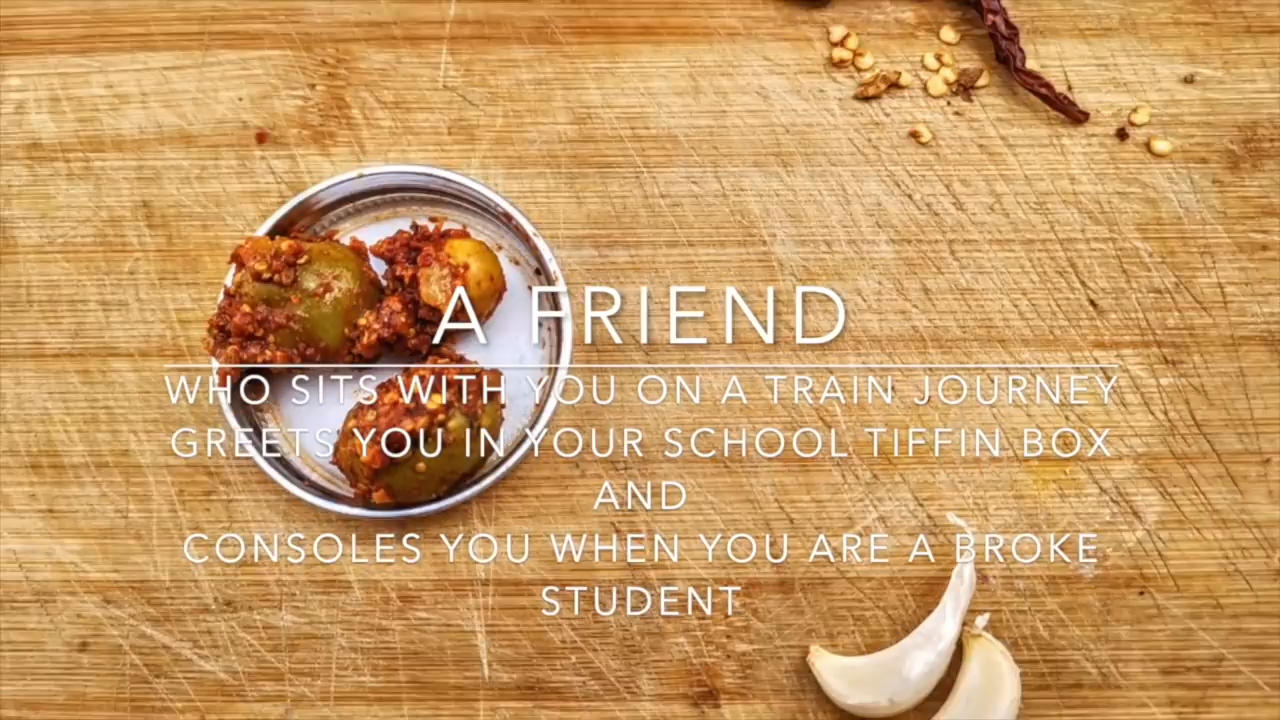 A FRIEND
WHO SITS WITH YOU ON A TRAIN JOURNEY
GREETS YOU IN YOUR SCHOOL TIFFIN BOX
AND
CONSOLES YOU WHEN YOU ARE A BROKE
STUDENT